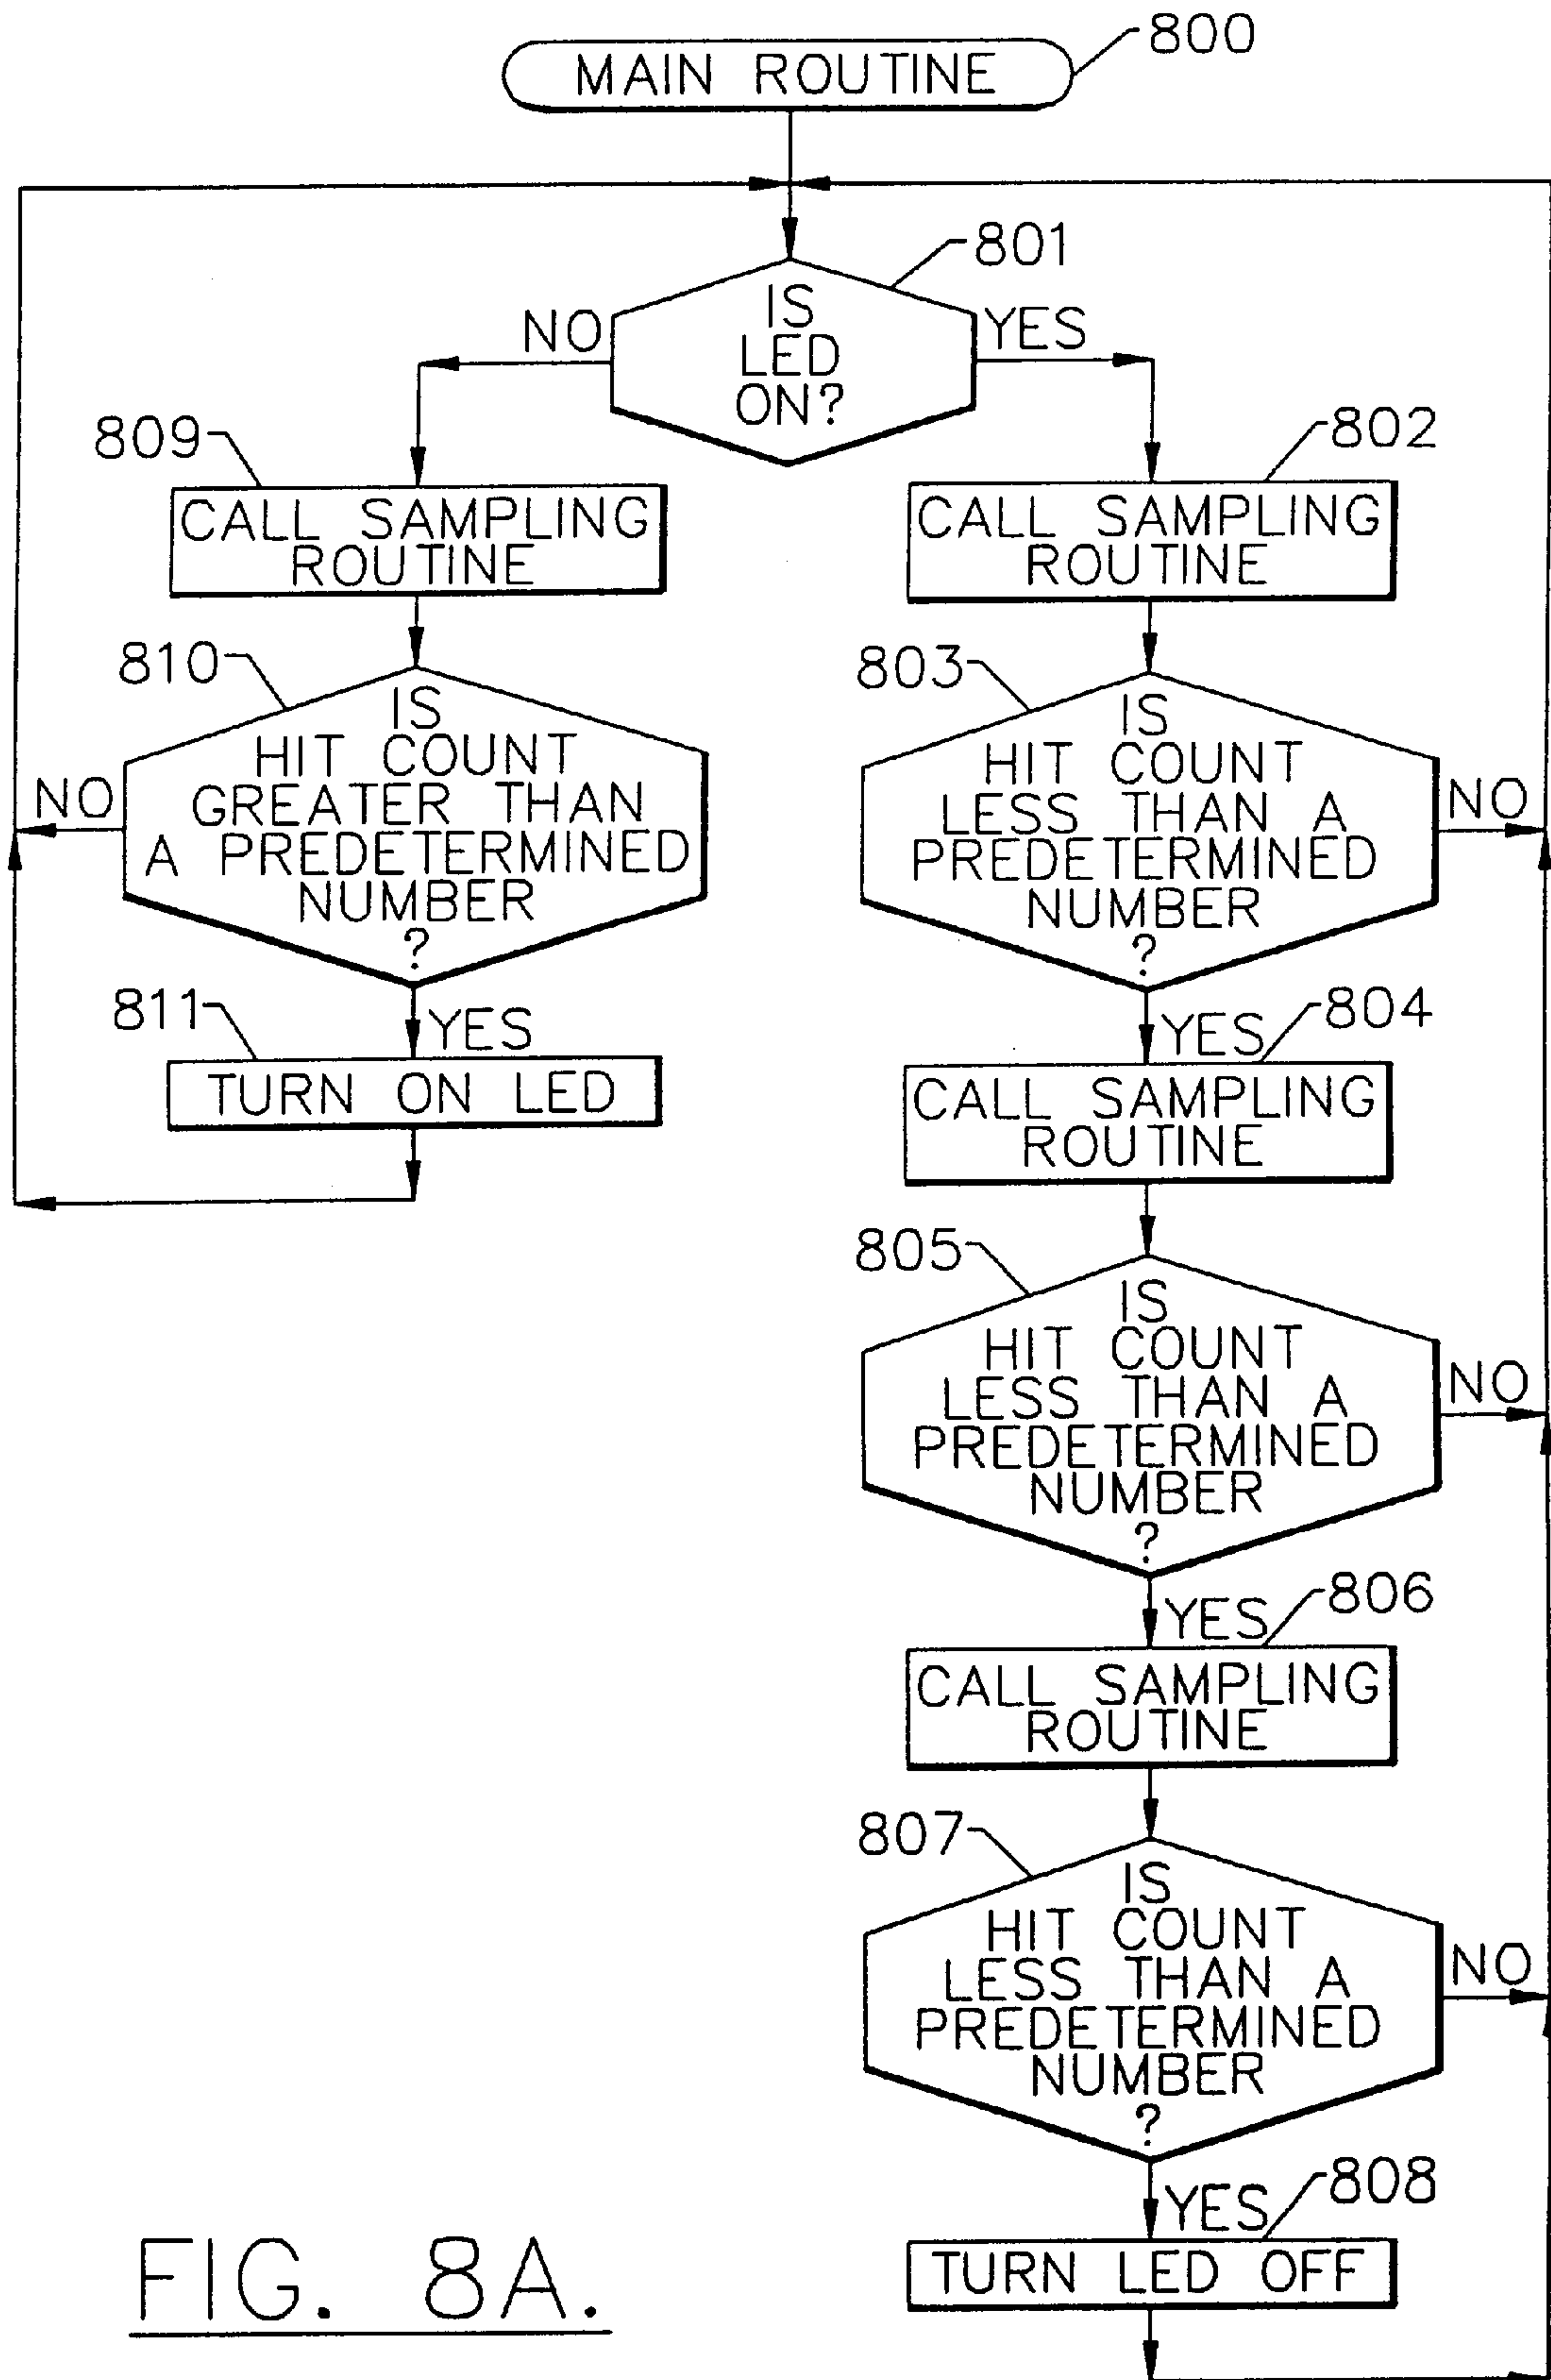 MAIN ROUTINE
800
801
IS
LED
ON?
NO
YES
809
CALL SAMPLING
ROUTINE
810
IS
HIT COUNT
GREATER THAN
A PREDETERMINED
NUMBER
?
NO
YES
811
TURN ON LED
802
CALL SAMPLING
ROUTINE
803
IS
HIT COUNT
LESS THAN A
PREDETERMINED
NUMBER
?
NO
YES
804
CALL SAMPLING
ROUTINE
805
IS
HIT COUNT
LESS THAN A
PREDETERMINED
NUMBER
?
NO
YES
806
CALL SAMPLING
ROUTINE
807
IS
HIT COUNT
LESS THAN A
PREDETERMINED
NUMBER
?
NO
YES
808
TURN LED OFF
FIG. 8A.